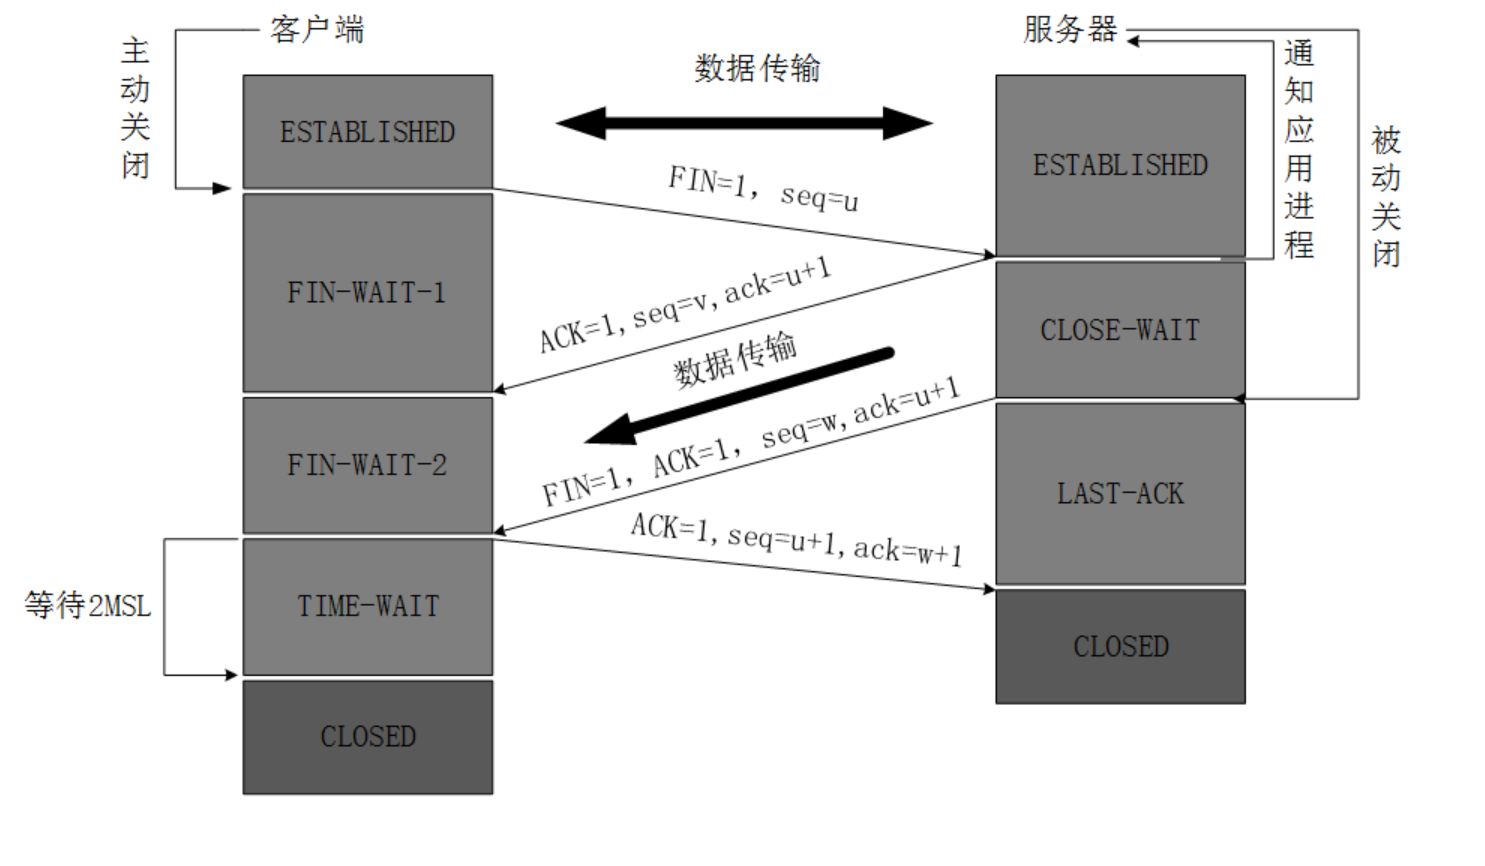 客户端
服务器
主动关闭
数据传输
通知应用进程
被动关闭
ESTABLISHED
ESTABLISHED
FIN=1, seq=u
FIN-WAIT-1
ACK=1,seq=v,ack=u+1
CLOSE-WAIT
数据传输
FIN-WAIT-2
FIN=1, ACK=1, seq=w,ack=u+1
LAST-ACK
ACK=1,seq=u+1,ack=w+1
等待2MSL
TIME-WAIT
CLOSED
CLOSED